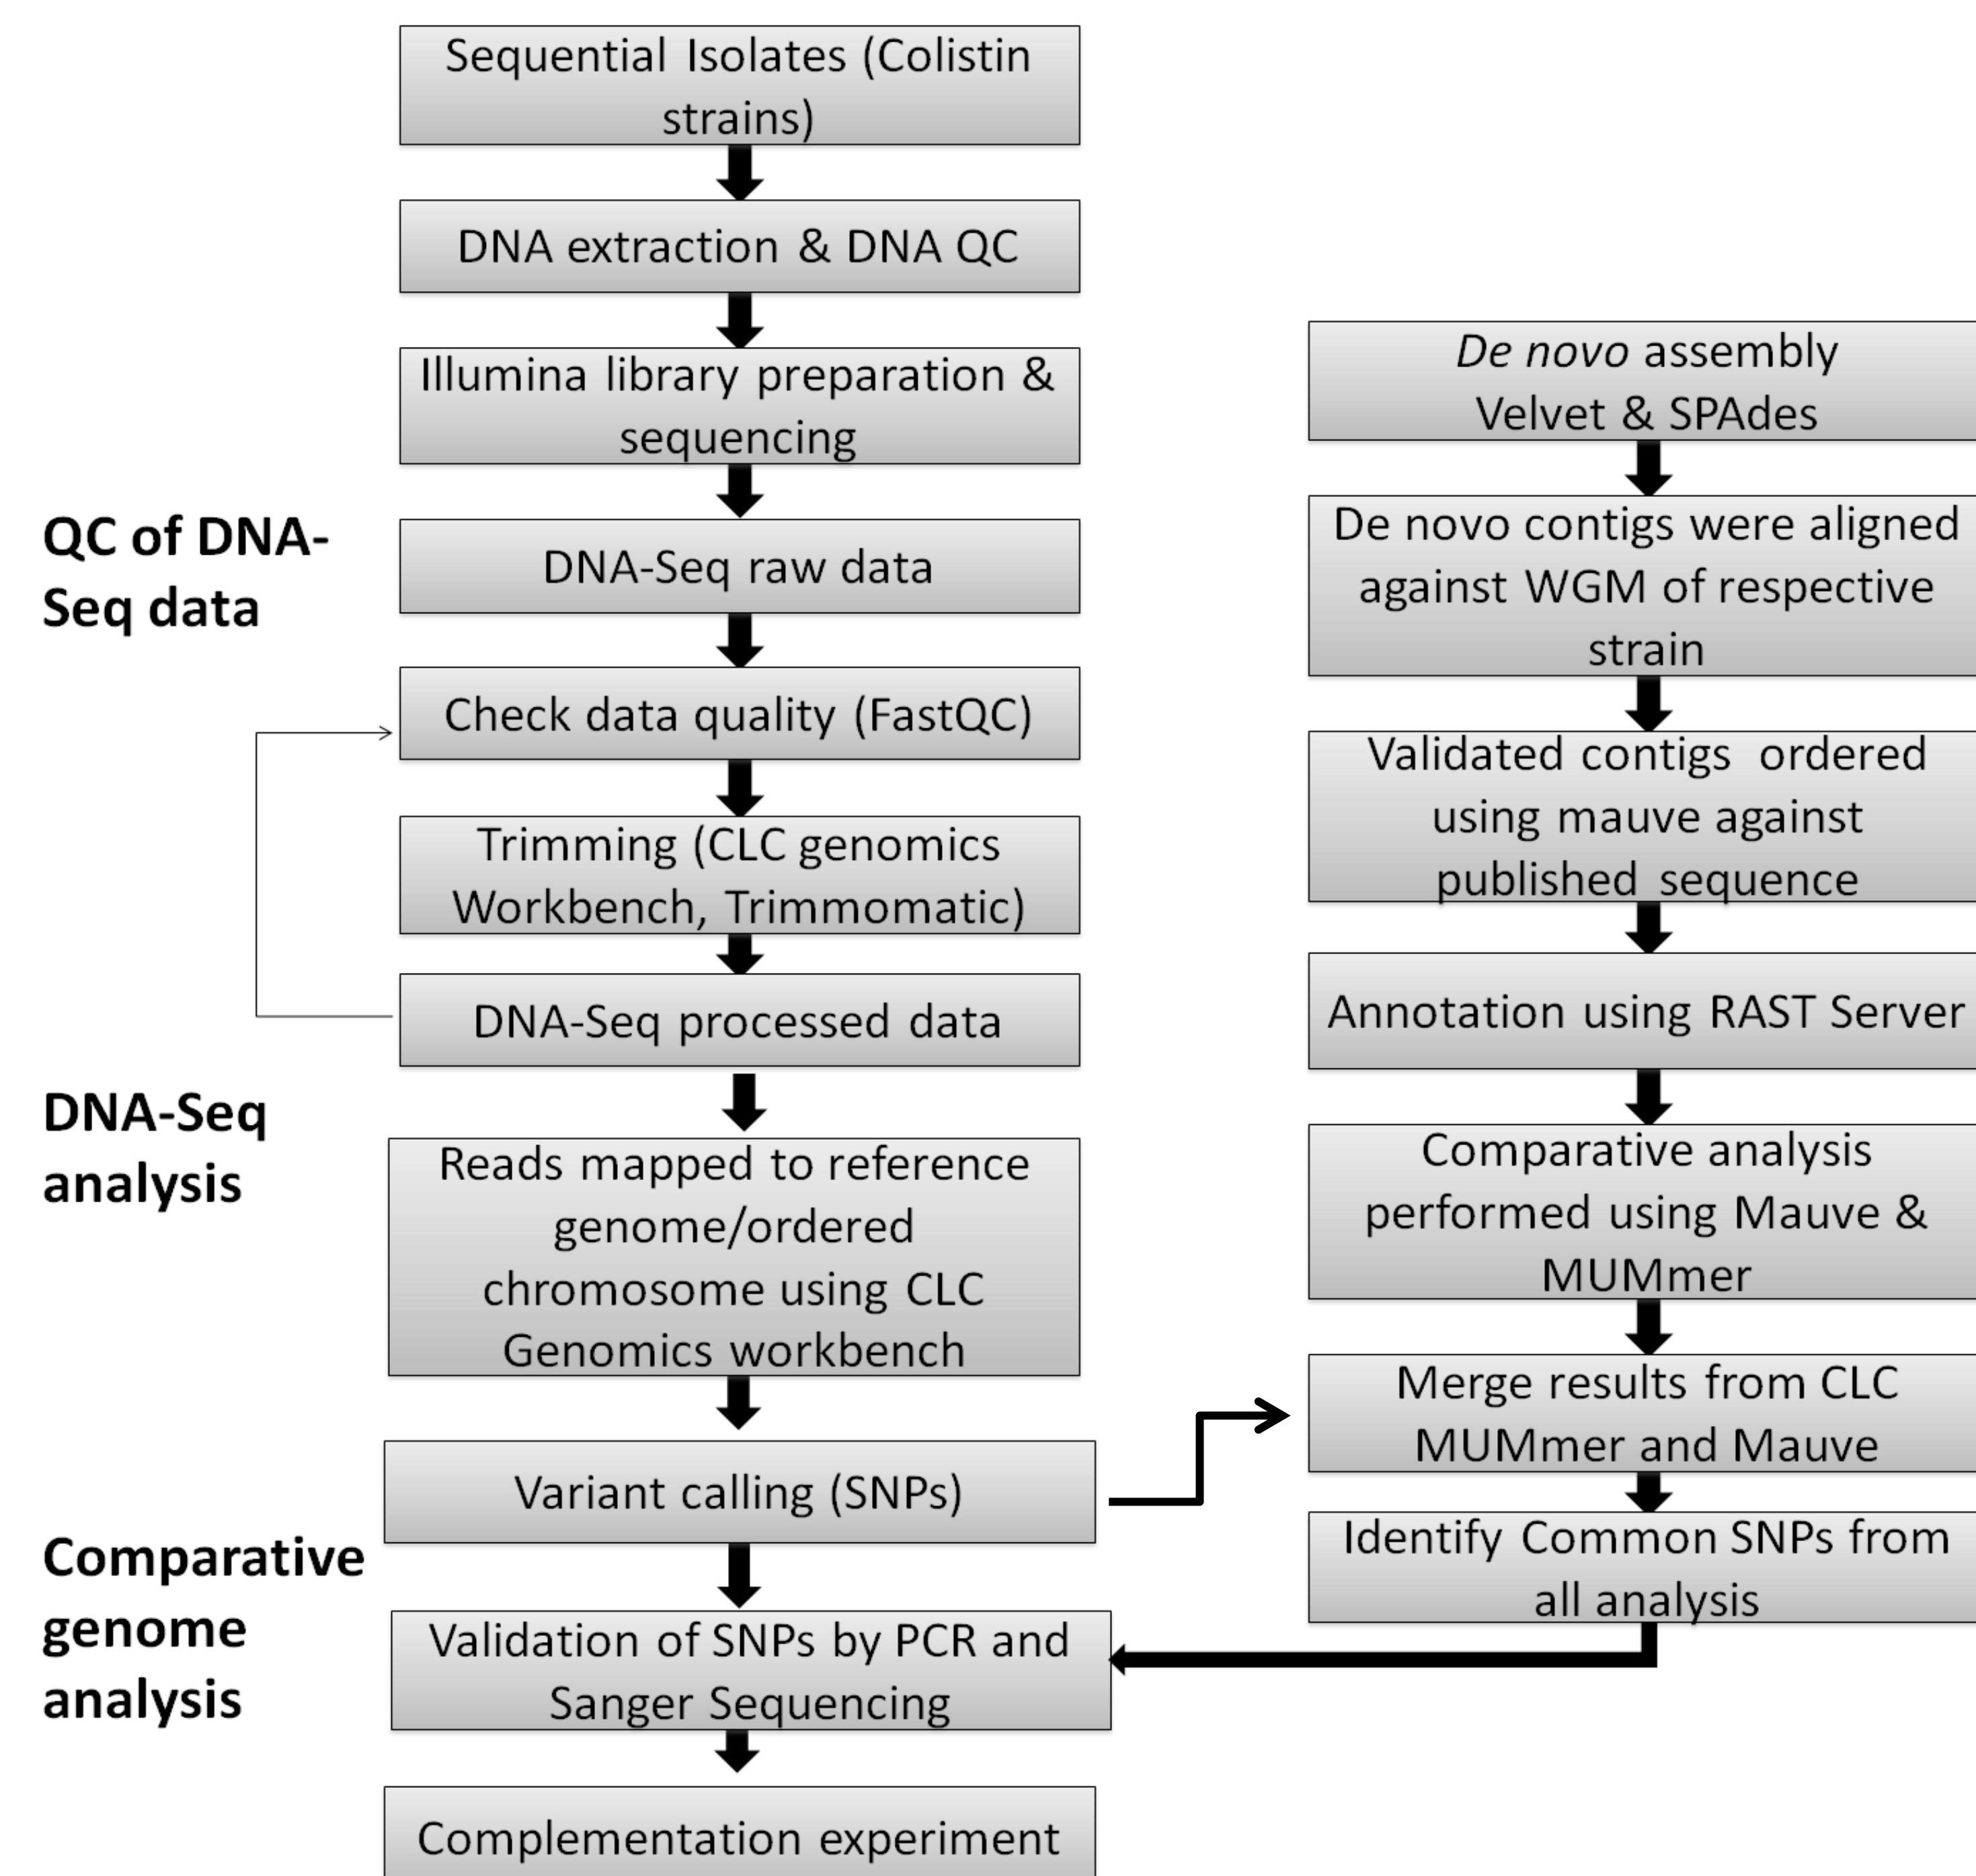 Sequential Isolates (Colistin
strains)
DNA extraction & DNA QC
Illumina library preparation &
sequencing
QC of DNA-
Seq data
DNA-Seq raw data
Check data quality (FastQC)
Trimming (CLC genomics
Workbench, Trimmomatic)
DNA-Seq processed data
DNA-Seq
analysis
Reads mapped to reference
genome/ordered
chromosome using CLC
Genomics workbench
Variant calling (SNPs)
Comparative
genome
analysis
Validation of SNPs by PCR and
Sanger Sequencing
Complementation experiment
De novo assembly
Velvet & SPAdes
De novo contigs were aligned
against WGM of respective
strain
Validated contigs ordered
using mauve against
published sequence
Annotation using RAST Server
Comparative analysis
performed using Mauve &
MUMmer
Merge results from CLC
MUMmer and Mauve
Identify Common SNPs from
all analysis